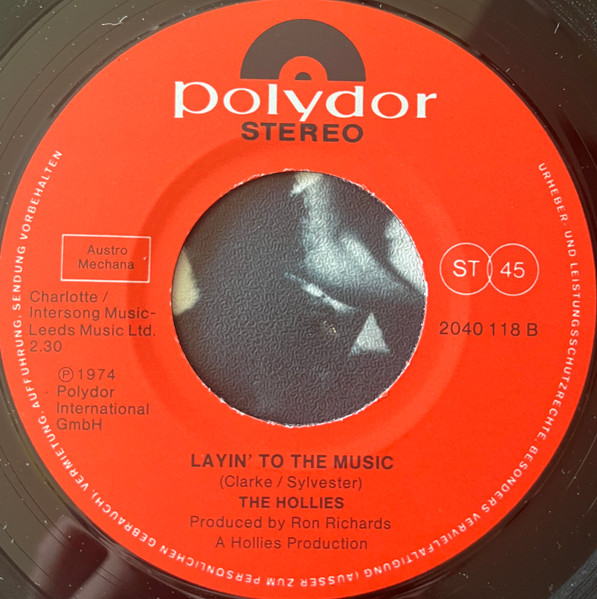 polydor
STEREO
Austro
Mechana
ST 45
Charlotte /
Intersong Music-
Leeds Music Ltd.
2.30
2040 118 B
℗ 1974
Polydor
International
GmbH
LAYIN' TO THE MUSIC
(Clarke / Sylvester)
THE HOLLIES
Produced by Ron Richards
A Hollies Production
URHEBER- UND LEISTUNGSSCHUTZRECHTE, BESONDERS VERVIELFÄLTIGUNG (AUSSER ZUM PERSÖNLICHEN GEBRAUCH), VERMIETUNG, AUFFÜHRUNG, SENDUNG VORBEHALTEN